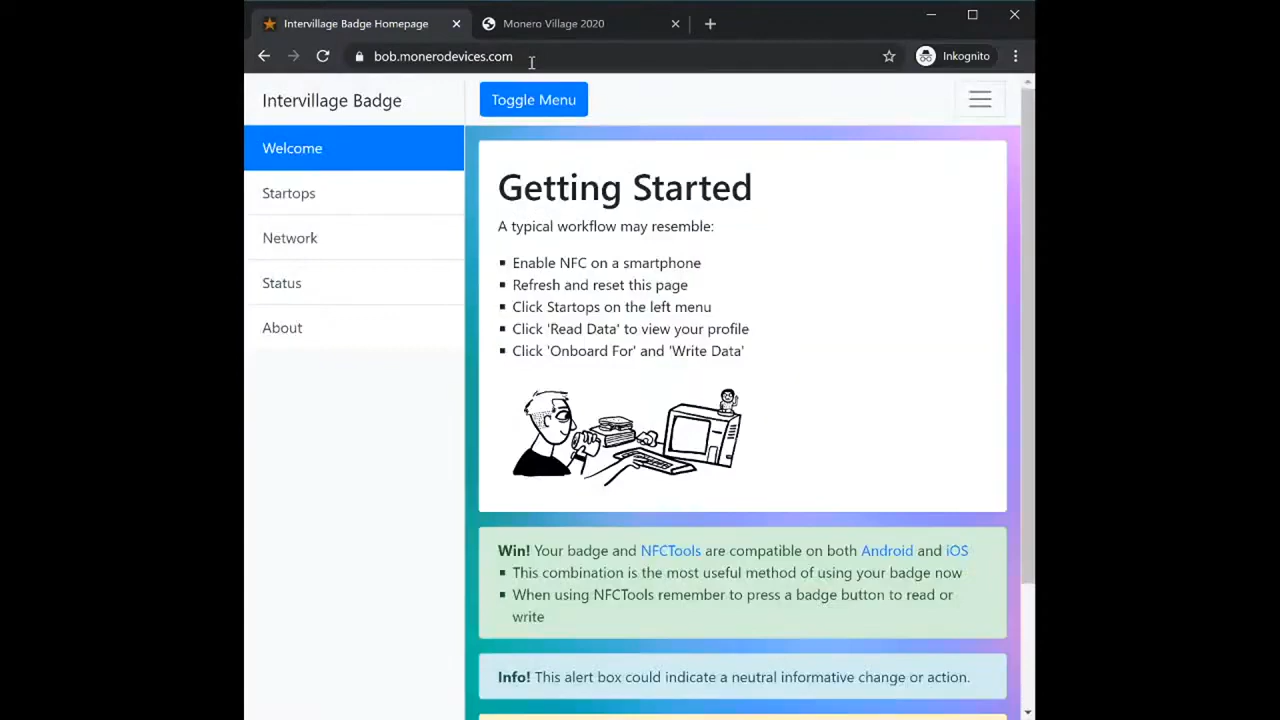 Intervillage Badge Homepage
Monero Village 2020
bob.monerodevices.com
Inkognito
Intervillage Badge
Toggle Menu
Welcome
Startops
Network
Status
About
Getting Started
A typical workflow may resemble:
Enable NFC on a smartphone
Refresh and reset this page
Click Startops on the left menu
Click 'Read Data' to view your profile
Click 'Onboard For' and 'Write Data'
Win! Your badge and NFCTools are compatible on both Android and iOS
This combination is the most useful method of using your badge now
When using NFCTools remember to press a badge button to read or
write
Info! This alert box could indicate a neutral informative change or action.